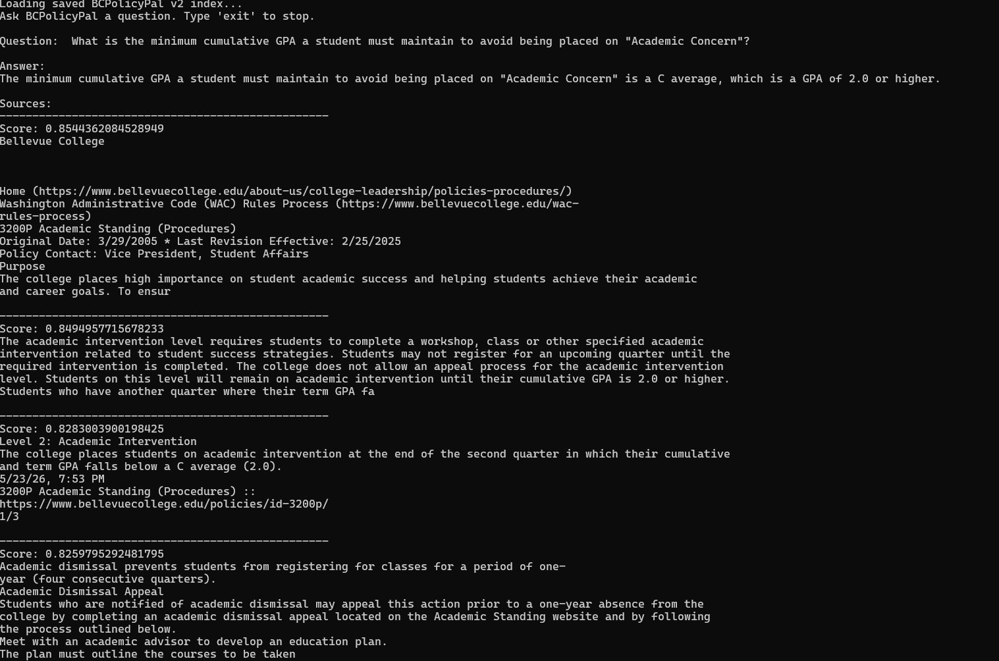 Loading saved BCPolicyPal v2 index...
Ask BCPolicyPal a question. Type 'exit' to stop.
Question:  What is the minimum cumulative GPA a student must maintain to avoid being placed on "Academic Concern"?
Answer:
The minimum cumulative GPA a student must maintain to avoid being placed on "Academic Concern" is a C average, which is a GPA of 2.0 or higher.
Sources:
--------------------------------------------------
Score: 0.8544362084528949
Bellevue College
Home (https://www.bellevuecollege.edu/about-us/college-leadership/policies-procedures/)
Washington Administrative Code (WAC) Rules Process (https://www.bellevuecollege.edu/wac-
rules-process)
3200P Academic Standing (Procedures)
Original Date: 3/29/2005 * Last Revision Effective: 2/25/2025
Policy Contact: Vice President, Student Affairs
Purpose
The college places high importance on student academic success and helping students achieve their academic
and career goals. To ensur
--------------------------------------------------
Score: 0.8494957715678233
The academic intervention level requires students to complete a workshop, class or other specified academic
intervention related to student success strategies. Students may not register for an upcoming quarter until the
required intervention is completed. The college does not allow an appeal process for the academic intervention
level. Students on this level will remain on academic intervention until their cumulative GPA is 2.0 or higher.
Students who have another quarter where their term GPA fa
--------------------------------------------------
Score: 0.8283003900198425
Level 2: Academic Intervention
The college places students on academic intervention at the end of the second quarter in which their cumulative
and term GPA falls below a C average (2.0).
5/23/26, 7:53 PM
3200P Academic Standing (Procedures) ::
https://www.bellevuecollege.edu/policies/id-3200p/
1/3
--------------------------------------------------
Score: 0.8259795292481795
Academic dismissal prevents students from registering for classes for a period of one-
year (four consecutive quarters).
Academic Dismissal Appeal
Students who are notified of academic dismissal may appeal this action prior to a one-year absence from the
college by completing an academic dismissal appeal located on the Academic Standing website and by following
the process outlined below.
Meet with an academic advisor to develop an education plan.
The plan must outline the courses to be taken